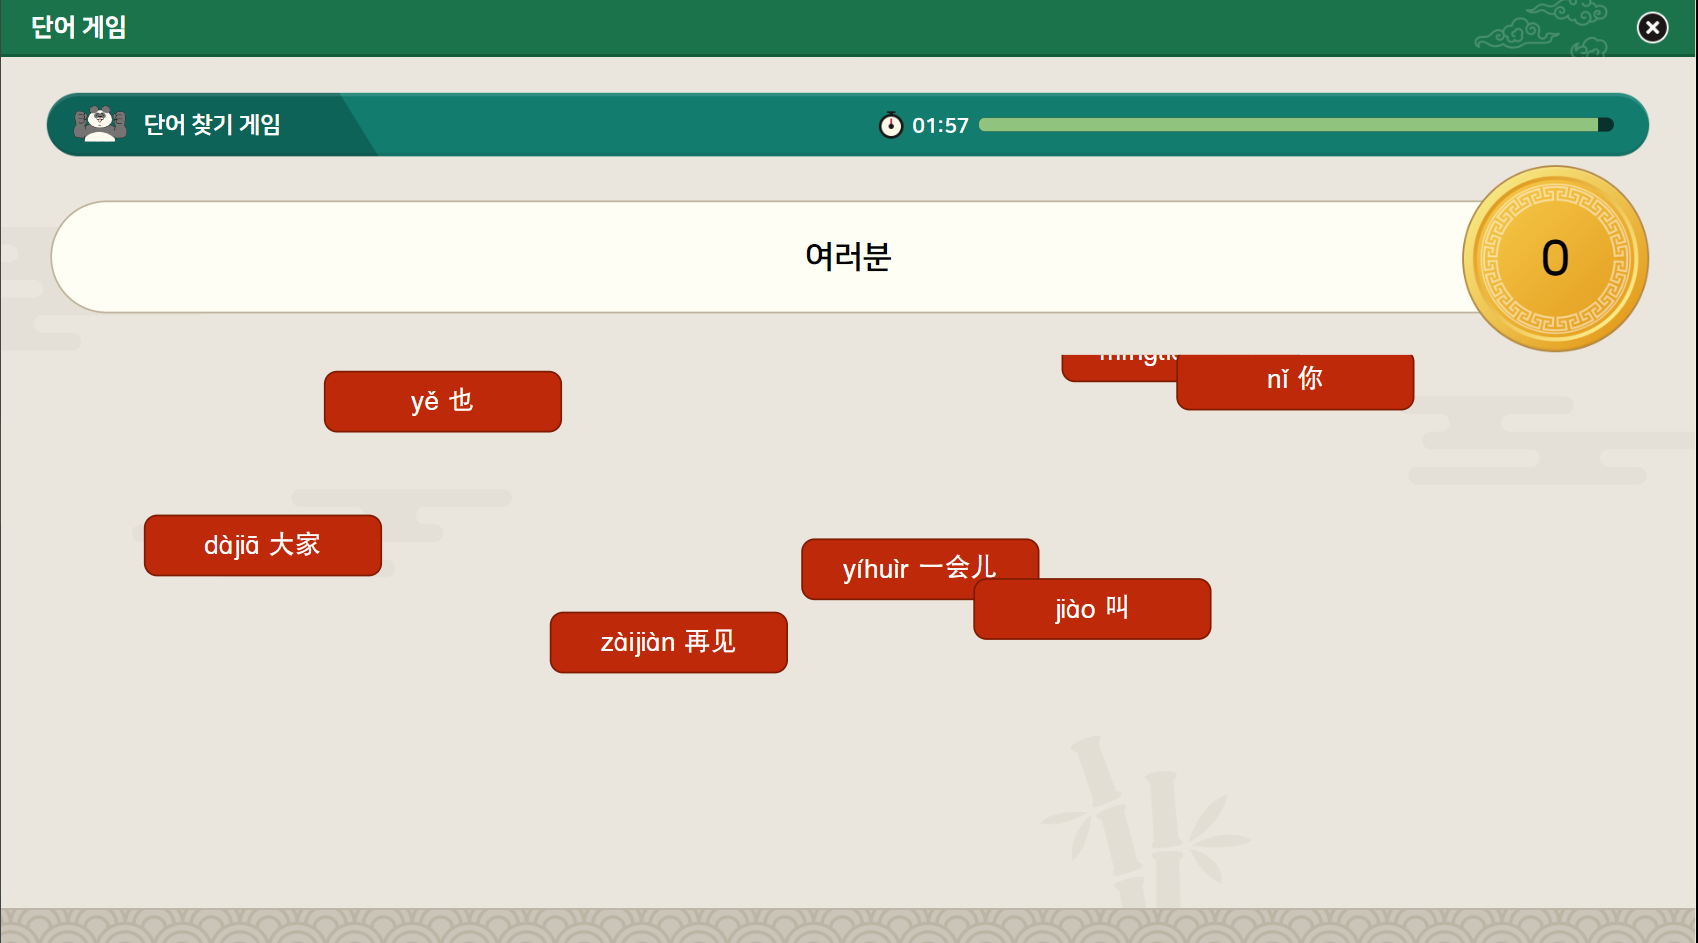 단어 게임
단어 찾기 게임
01:57
여러분
0
nǐ 你
yě 也
dàjiā 大家
yíhuìr 一会儿
jiào 叫
zàijiàn 再见